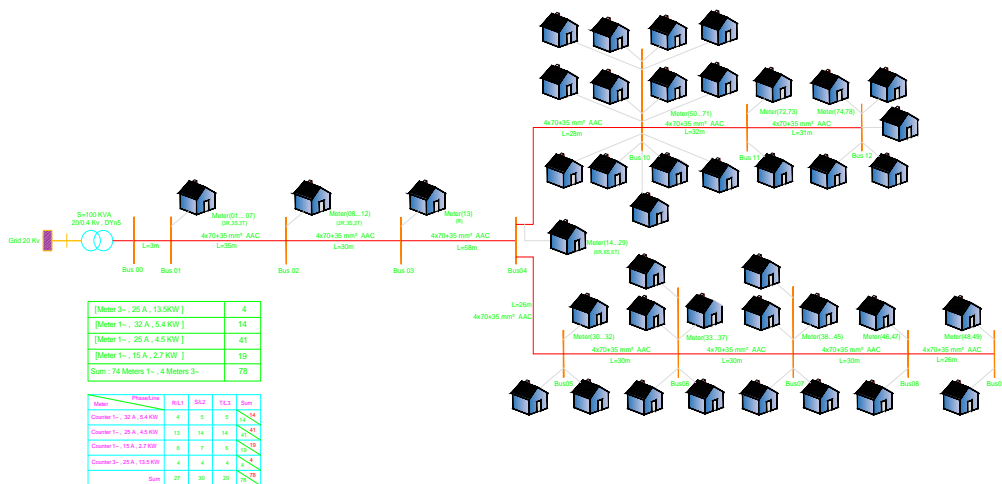 Meter(50...71)
Meter(72,73)
Meter(74,78)
4x70+35 mm² AAC
4x70+35 mm² AAC
4x70+35 mm² AAC
L=28m
L=32m
L=31m
Bus 10
Bus 11
Bus 12
S=100 KVA
20/0.4 Kv , DYn5
Grid 20 Kv
Meter(01... 07)
Meter(08...12)
Meter(13)
Meter(14...29)
4x70+35 mm² AAC
4x70+35 mm² AAC
4x70+35 mm² AAC
L=3m
L=35m
L=30m
L=58m
Bus 00
Bus 01
Bus 02
Bus 03
Bus04
L=26m
4x70+35 mm² AAC
Meter(30...32)
Meter(33...37)
Meter(38...45)
Meter(46,47)
Meter(48,49)
4x70+35 mm² AAC
4x70+35 mm² AAC
4x70+35 mm² AAC
4x70+35 mm² AAC
L=30m
L=30m
L=30m
L=26m
Bus05
Bus06
Bus07
Bus08
Bus0
[Meter 3~ , 25 A , 13.5KW ] 4
[Meter 1~ , 32 A , 5.4 KW ] 14
[Meter 1~ , 25 A , 4.5 KW ] 41
[Meter 1~ , 15 A , 2.7 KW ] 19
Sum : 74 Meters 1~ , 4 Meters 3~ 78
Meter Phase/Line R/L1 S/L2 T/L3 Sum
Counter 1~ , 32 A , 5.4 KW 4 5 5 14 14
Counter 1~ , 25 A , 4.5 KW 13 14 14 41 41
Counter 1~ , 15 A , 2.7 KW 6 7 6 19 19
Counter 3~ , 25 A , 13.5 KW 4 4 4 4 4
Sum 27 30 29 78